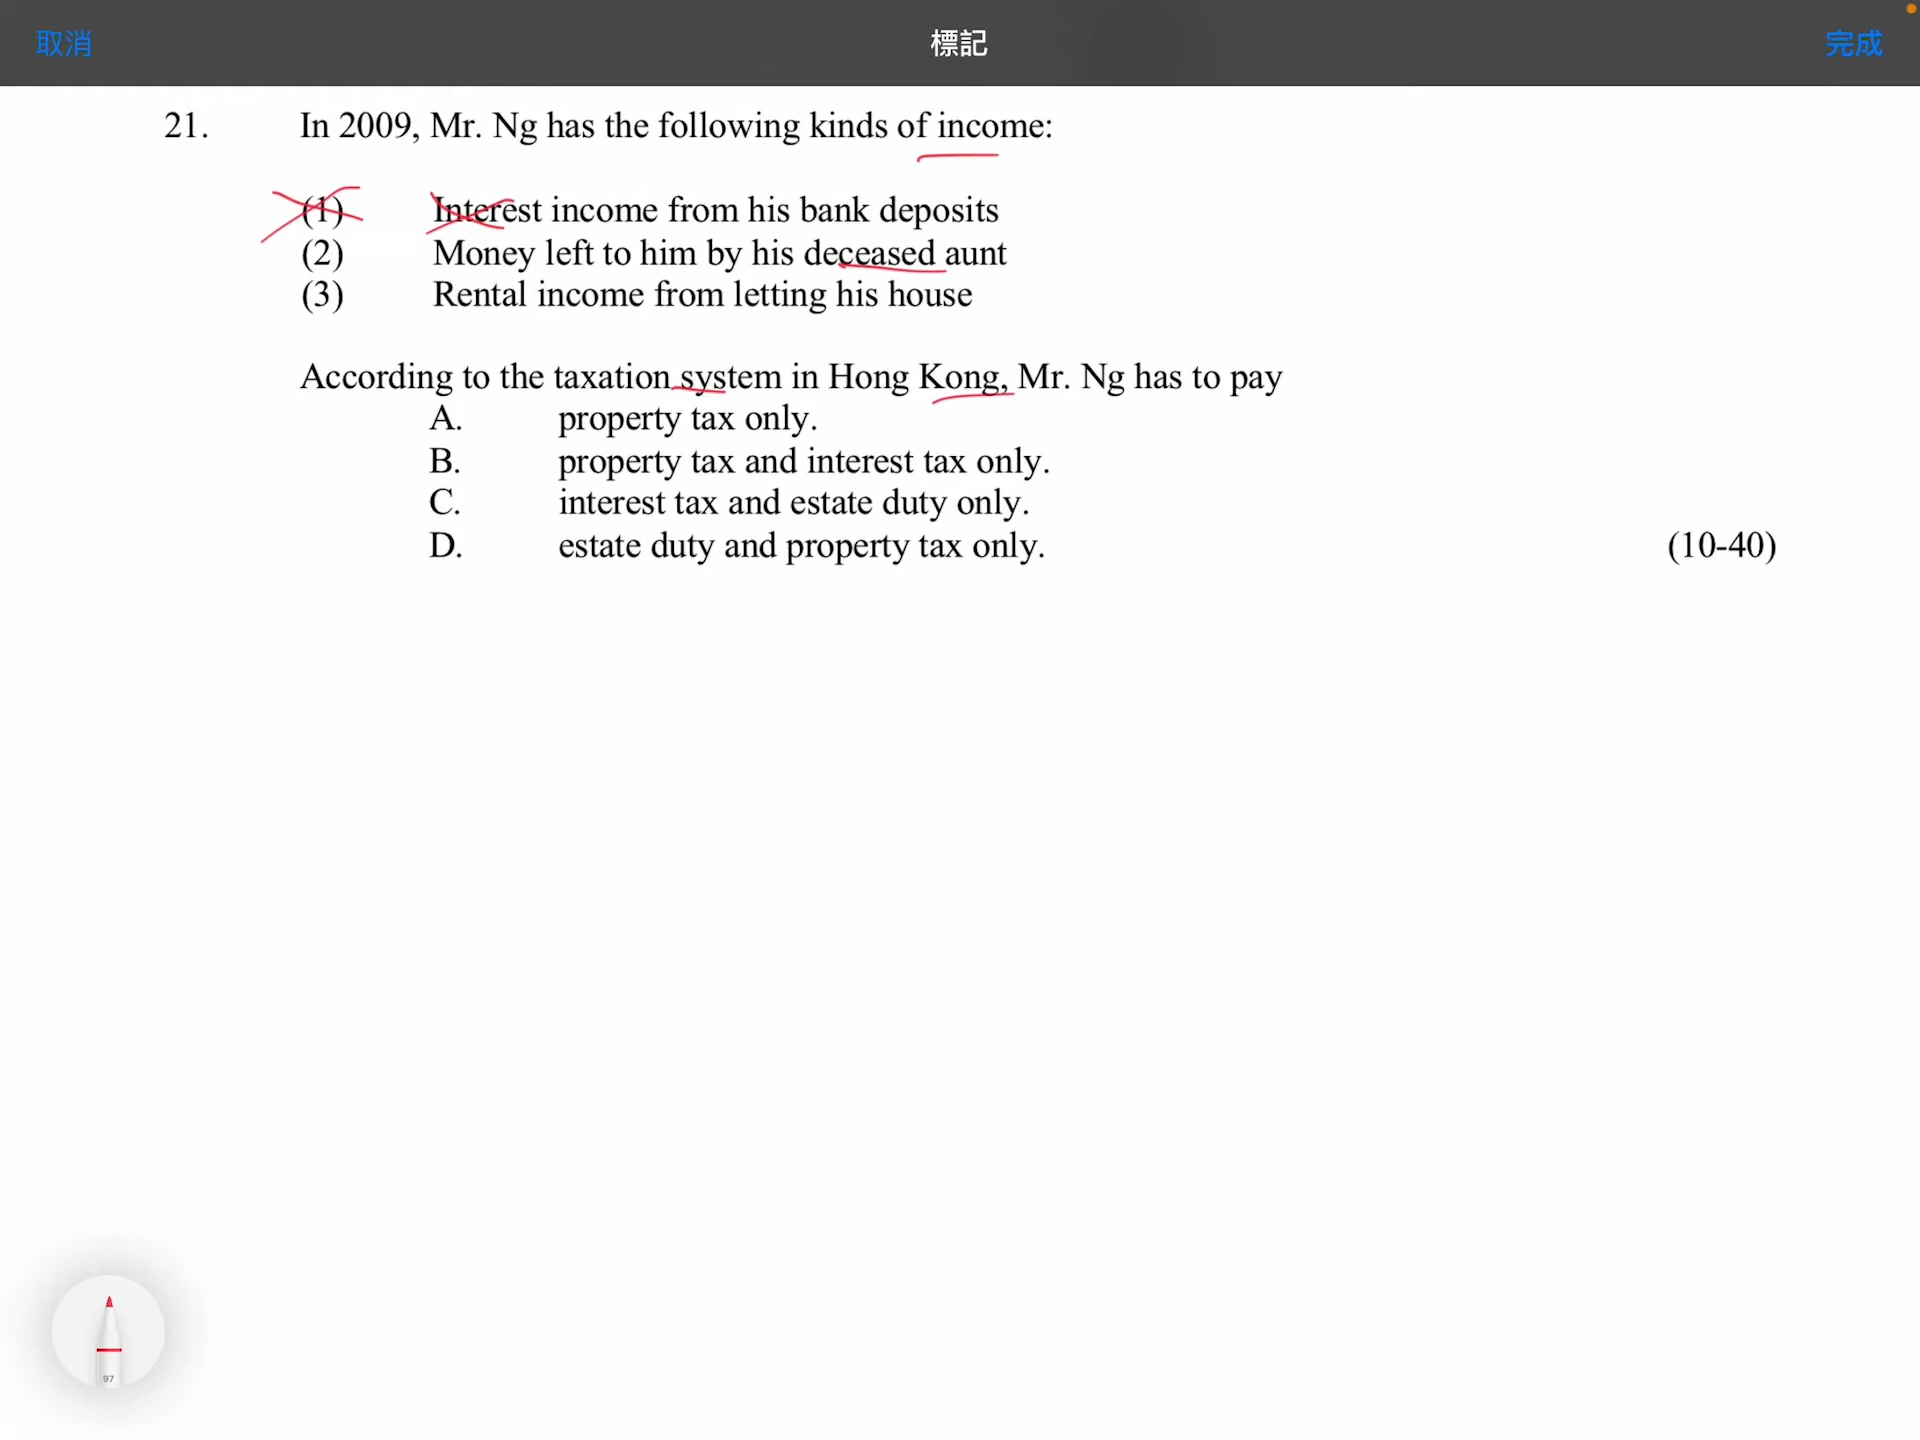 取消 標記 完成
21. In 2009, Mr. Ng has the following kinds of income:
(1) Interest income from his bank deposits
(2) Money left to him by his deceased aunt
(3) Rental income from letting his house
According to the taxation system in Hong Kong, Mr. Ng has to pay
A. property tax only.
B. property tax and interest tax only.
C. interest tax and estate duty only.
D. estate duty and property tax only. (10-40)
97